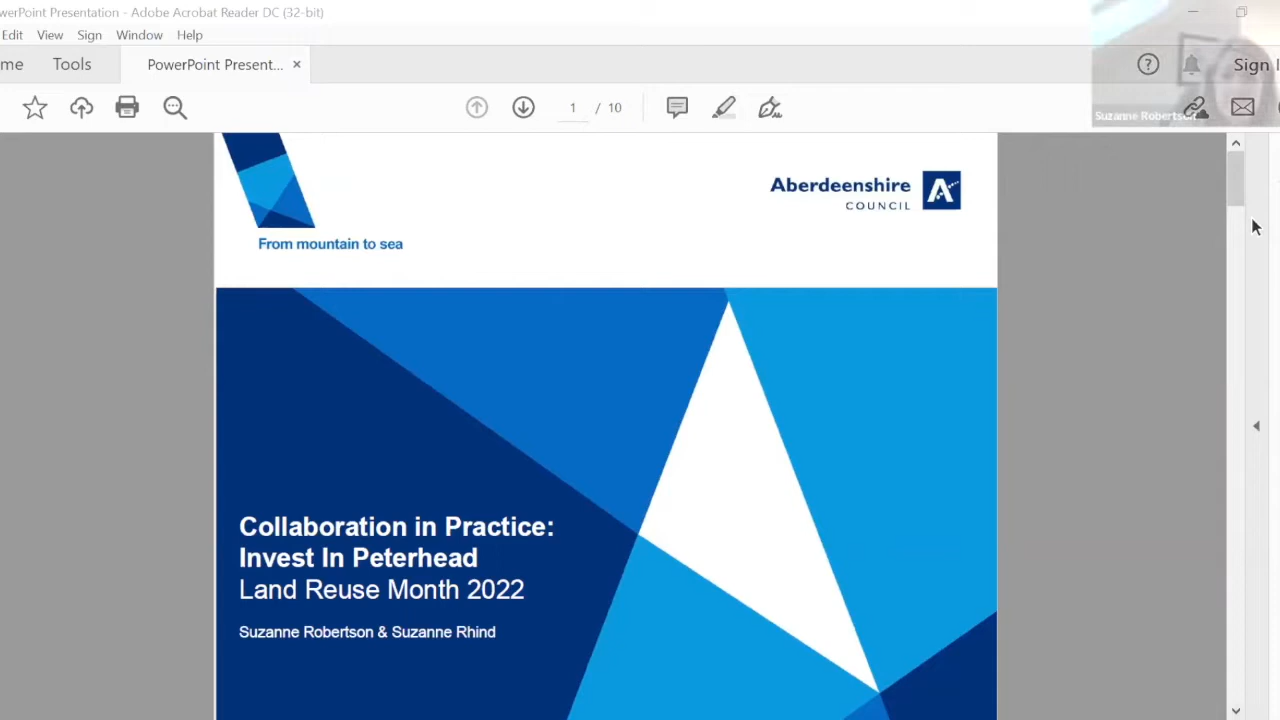 werPoint Presentation - Adobe Acrobat Reader DC (32-bit)
Edit View Sign Window Help
me Tools PowerPoint Present... × Sign I
1 / 10
Suzanne Robertson
Aberdeenshire
COUNCIL
From mountain to sea
Collaboration in Practice:
Invest In Peterhead
Land Reuse Month 2022
Suzanne Robertson & Suzanne Rhind